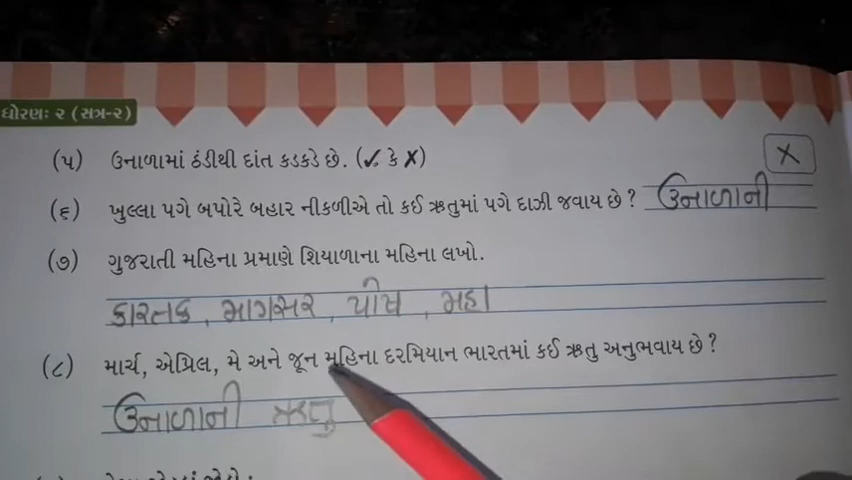 ધોરણઃ ૨ (સત્ર-૨)
(૫) ઉનાળામાં ઠંડીથી દાંત કડકડે છે. (✓ કે ✗) X
(૬) ખુલ્લા પગે બપોરે બહાર નીકળીએ તો કઈ ઋતુમાં પગે દાઝી જવાય છે? ઉનાળાની
(૭) ગુજરાતી મહિના પ્રમાણે શિયાળાના મહિના લખો.
કારતક, માગસર, પોષ, મહા
(૮) માર્ચ, એપ્રિલ, મે અને જૂન મહિના દરમિયાન ભારતમાં કઈ ઋતુ અનુભવાય છે?
ઉનાળાની ઋતુ